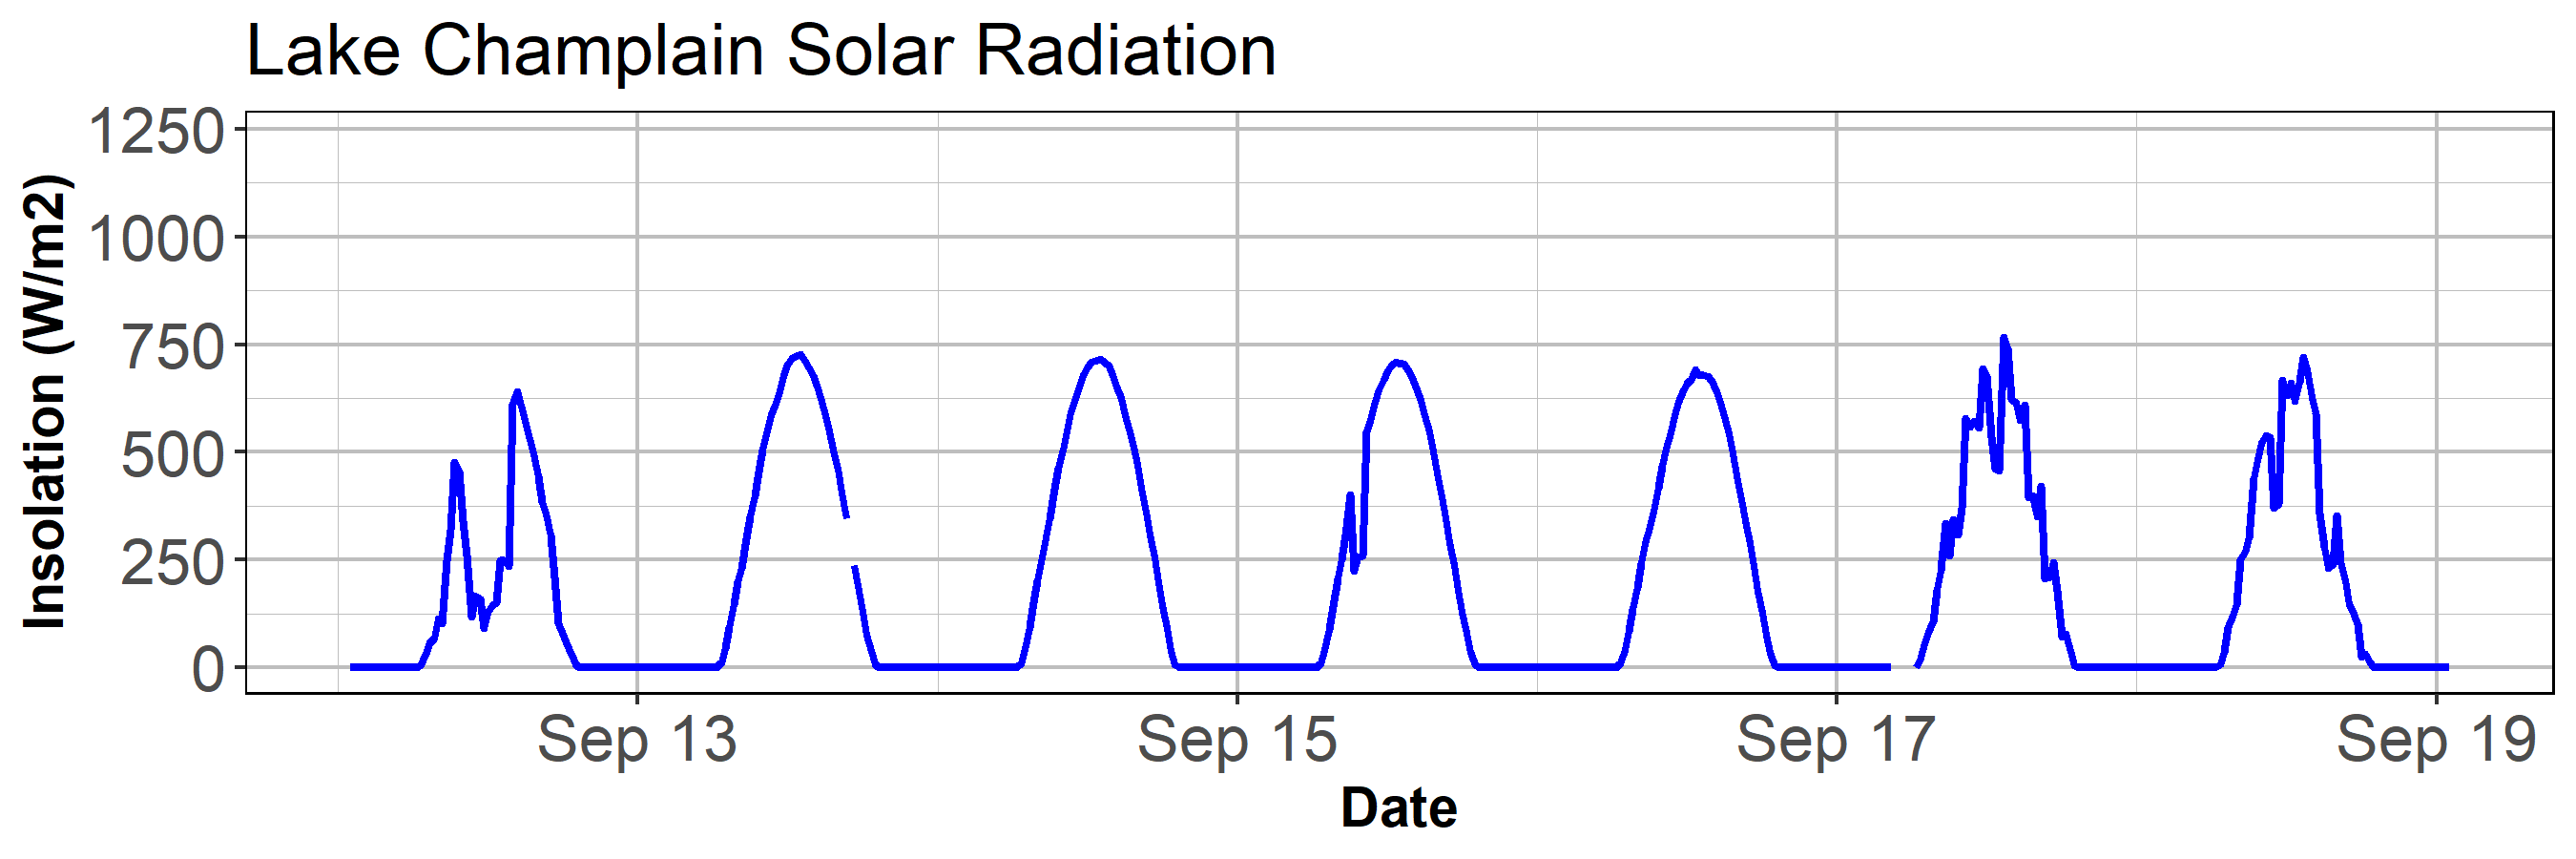 Lake Champlain Solar Radiation
Insolation (W/m2)
1250
1000
750
500
250
0
Sep 13 Sep 15 Sep 17 Sep 19
Date